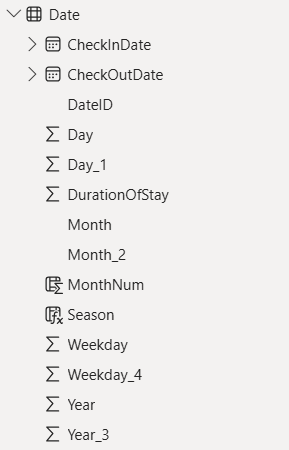 Date
CheckInDate
CheckOutDate
DateID
Day
Day_1
DurationOfStay
Month
Month_2
MonthNum
Season
Weekday
Weekday_4
Year
Year_3